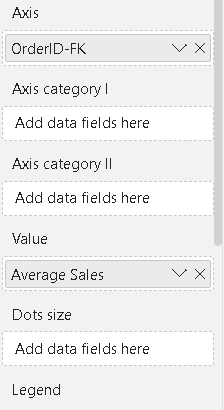 Axis
OrderID-FK
Axis category I
Add data fields here
Axis category II
Add data fields here
Value
Average Sales
Dots size
Add data fields here
Legend